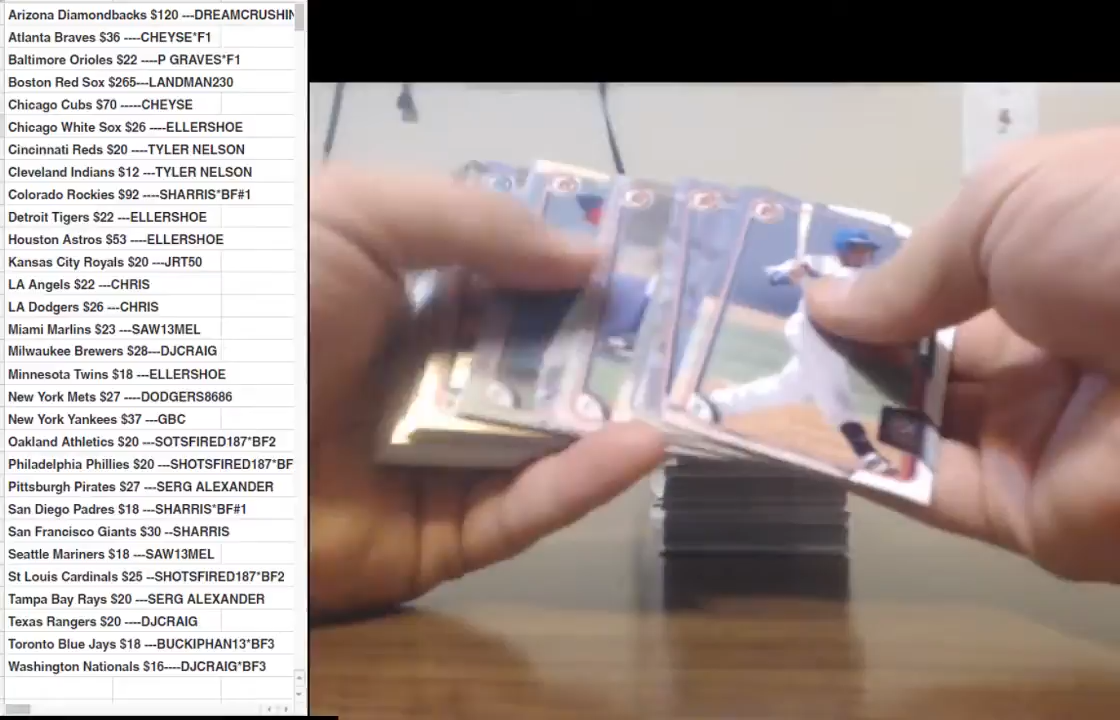 Arizona Diamondbacks $120 ---DREAMCRUSHIN
Atlanta Braves $36 ----CHEYSE*F1
Baltimore Orioles $22 ----P GRAVES*F1
Boston Red Sox $265---LANDMAN230
Chicago Cubs $70 -----CHEYSE
Chicago White Sox $26 ----ELLERSHOE
Cincinnati Reds $20 ----TYLER NELSON
Cleveland Indians $12 ---TYLER NELSON
Colorado Rockies $92 ----SHARRIS*BF#1
Detroit Tigers $22 ---ELLERSHOE
Houston Astros $53 ----ELLERSHOE
Kansas City Royals $20 ---JRT50
LA Angels $22 ---CHRIS
LA Dodgers $26 ---CHRIS
Miami Marlins $23 ---SAW13MEL
Milwaukee Brewers $28---DJCRAIG
Minnesota Twins $18 ---ELLERSHOE
New York Mets $27 ----DODGERS8686
New York Yankees $37 ---GBC
Oakland Athletics $20 ---SOTSFIRED187*BF2
Philadelphia Phillies $20 ---SHOTSFIRED187*BF
Pittsburgh Pirates $27 ---SERG ALEXANDER
San Diego Padres $18 ---SHARRIS*BF#1
San Francisco Giants $30 --SHARRIS
Seattle Mariners $18 ---SAW13MEL
St Louis Cardinals $25 --SHOTSFIRED187*BF2
Tampa Bay Rays $20 ---SERG ALEXANDER
Texas Rangers $20 ----DJCRAIG
Toronto Blue Jays $18 ---BUCKIPHAN13*BF3
Washington Nationals $16----DJCRAIG*BF3